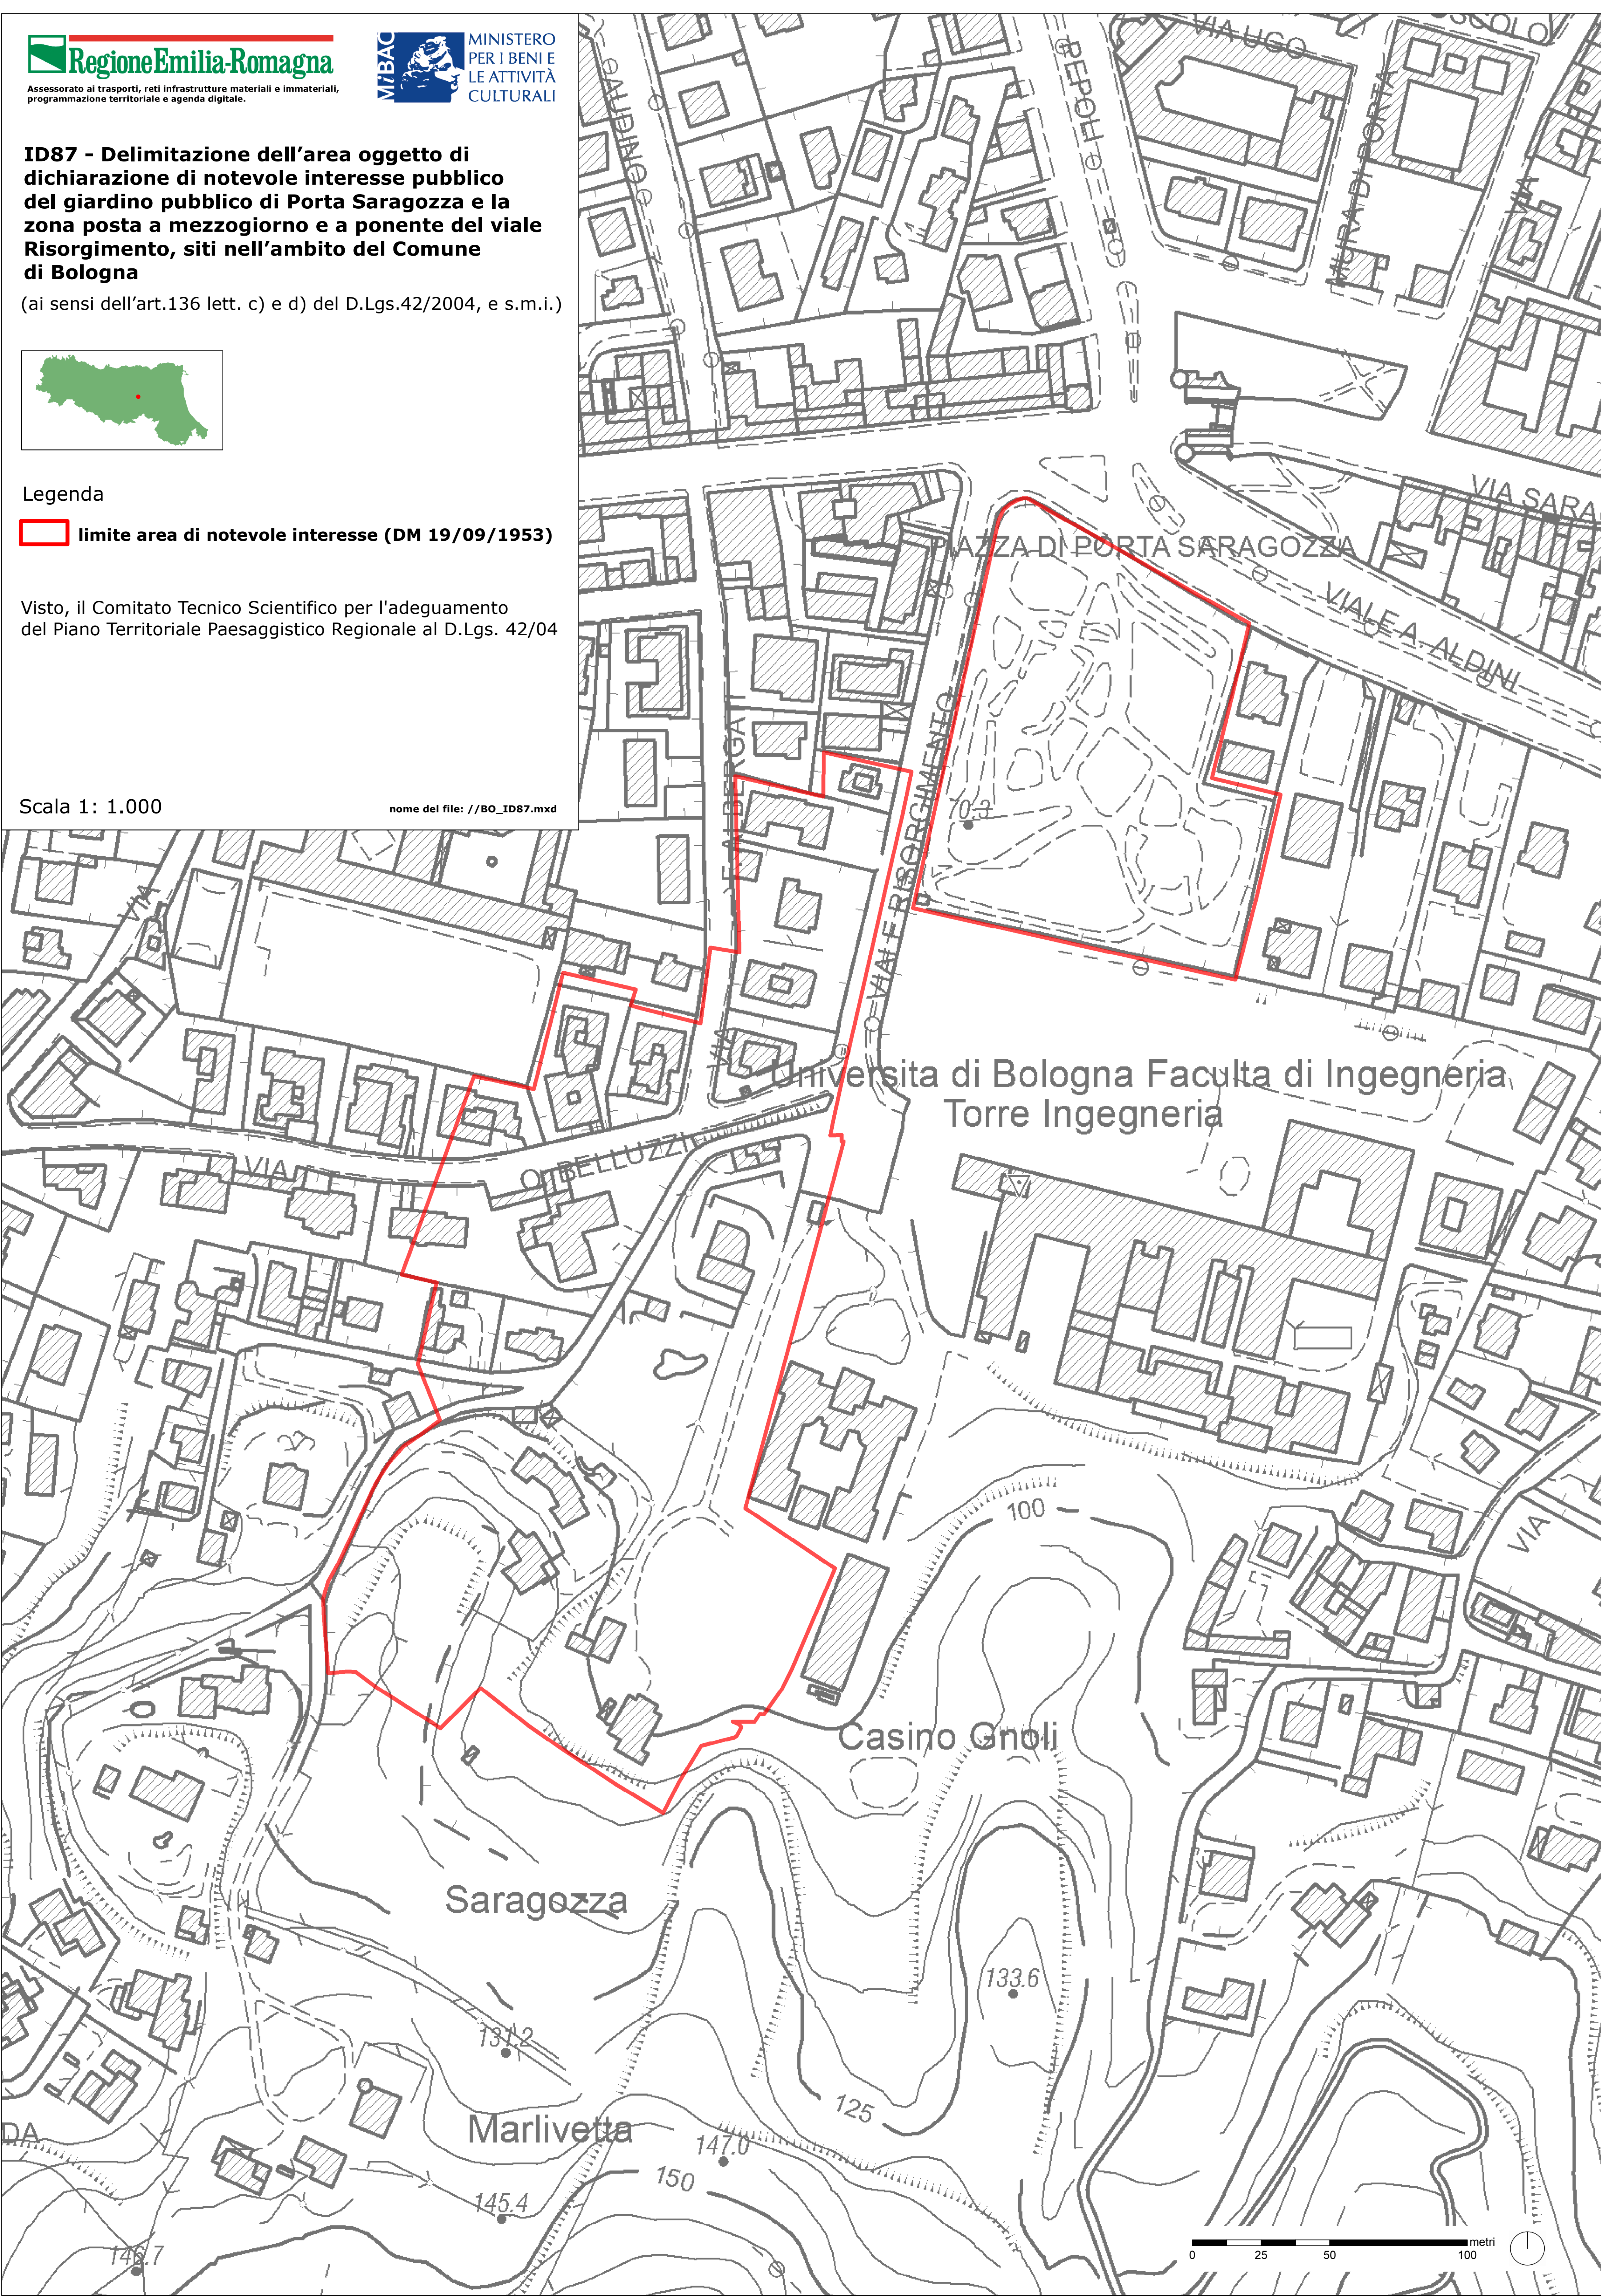 RegioneEmilia-Romagna
Assessorato ai trasporti, reti infrastrutture materiali e immateriali,
programmazione territoriale e agenda digitale.
MiBAC
MINISTERO
PER I BENI E
LE ATTIVITÀ
CULTURALI
ID87 - Delimitazione dell’area oggetto di
dichiarazione di notevole interesse pubblico
del giardino pubblico di Porta Saragozza e la
zona posta a mezzogiorno e a ponente del viale
Risorgimento, siti nell’ambito del Comune
di Bologna
(ai sensi dell’art.136 lett. c) e d) del D.Lgs.42/2004, e s.m.i.)
Legenda
limite area di notevole interesse (DM 19/09/1953)
Visto, il Comitato Tecnico Scientifico per l'adeguamento
del Piano Territoriale Paesaggistico Regionale al D.Lgs. 42/04
Scala 1: 1.000
nome del file: //BO_ID87.mxd
AUDINO
PEPOLI
VIA UGO
MURA DI PORTA
VIA
VIA SARA
PIAZZA DI PORTA SARAGOZZA
VIALE A. ALDINI
VIALE RISORGIMENTO
F. ALBERGATI
70.3
VIA
VIA
Universita di Bologna Faculta di Ingegneria
Torre Ingegneria
VIA
O. BELLUZZI
100
VIA
Casino Gnoli
Saragozza
133.6
131.2
125
Marlivetta
147.0
DA
150
145.4
146.7
metri
0 25 50 100